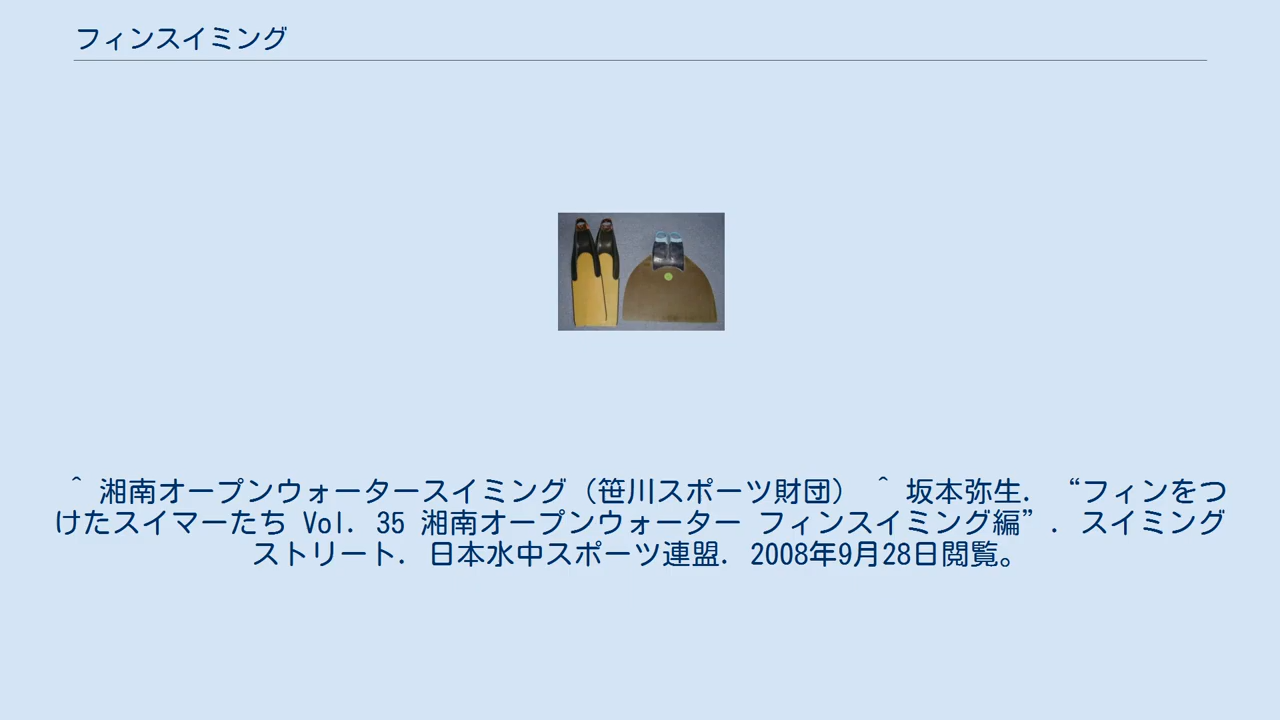 フィンスイミング
^ 湘南オープンウォータースイミング（笹川スポーツ財団） ^ 坂本弥生. “フィンをつ
けたスイマーたち Vol. 35 湘南オープンウォーター フィンスイミング編”. スイミング
ストリート. 日本水中スポーツ連盟. 2008年9月28日閲覧。